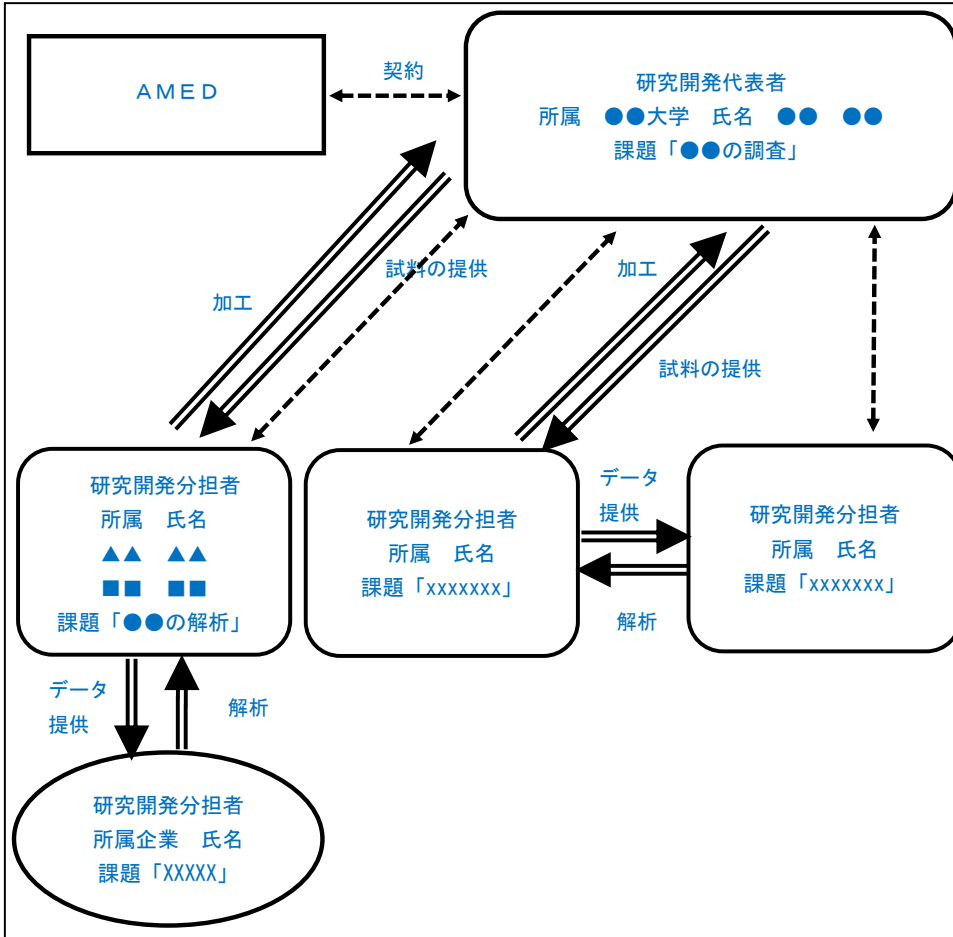 AMED
契約
研究開発代表者
所属　●●大学　氏名　●●　●●
課題「●●の調査」
加工
試料の提供
加工
試料の提供
研究開発分担者
所属　氏名
▲▲　▲▲
■■　■■
課題「●●の解析」
研究開発分担者
所属　氏名
課題「xxxxxxx」
データ
提供
解析
研究開発分担者
所属　氏名
課題「xxxxxxx」
データ
提供
解析
研究開発分担者
所属企業　氏名
課題「XXXXX」